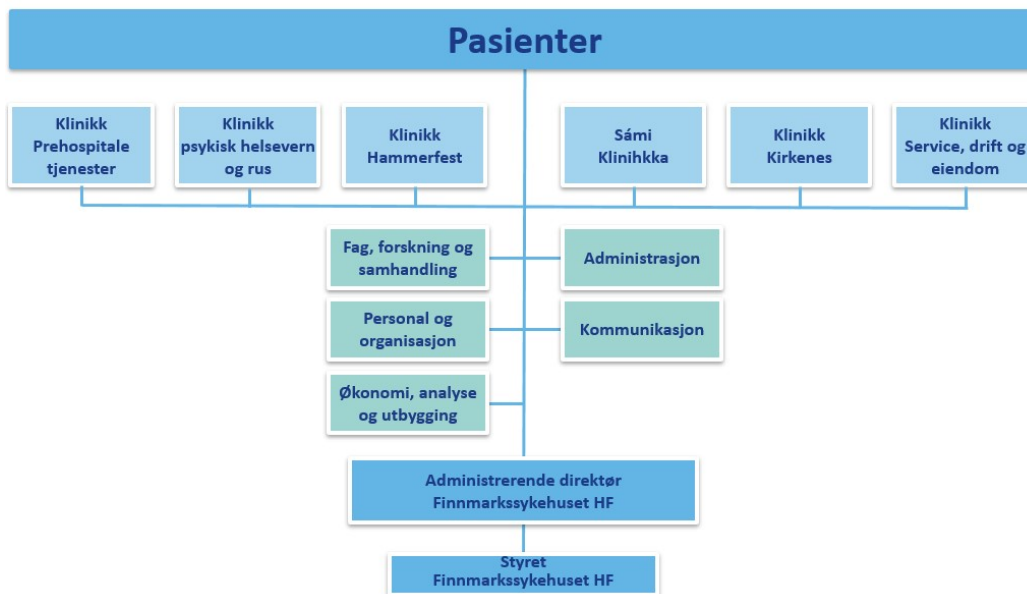 Pasienter
Klinikk
Prehospitale
tjenester
Klinikk
psykisk helsevern
og rus
Klinikk
Hammerfest
Sámi
Klinihkka
Klinikk
Kirkenes
Klinikk
Service, drift og
eiendom
Fag, forskning og
samhandling
Administrasjon
Personal og
organisasjon
Kommunikasjon
Økonomi, analyse
og utbygging
Administrerende direktør
Finnmarkssykehuset HF
Styret
Finnmarkssykehuset HF